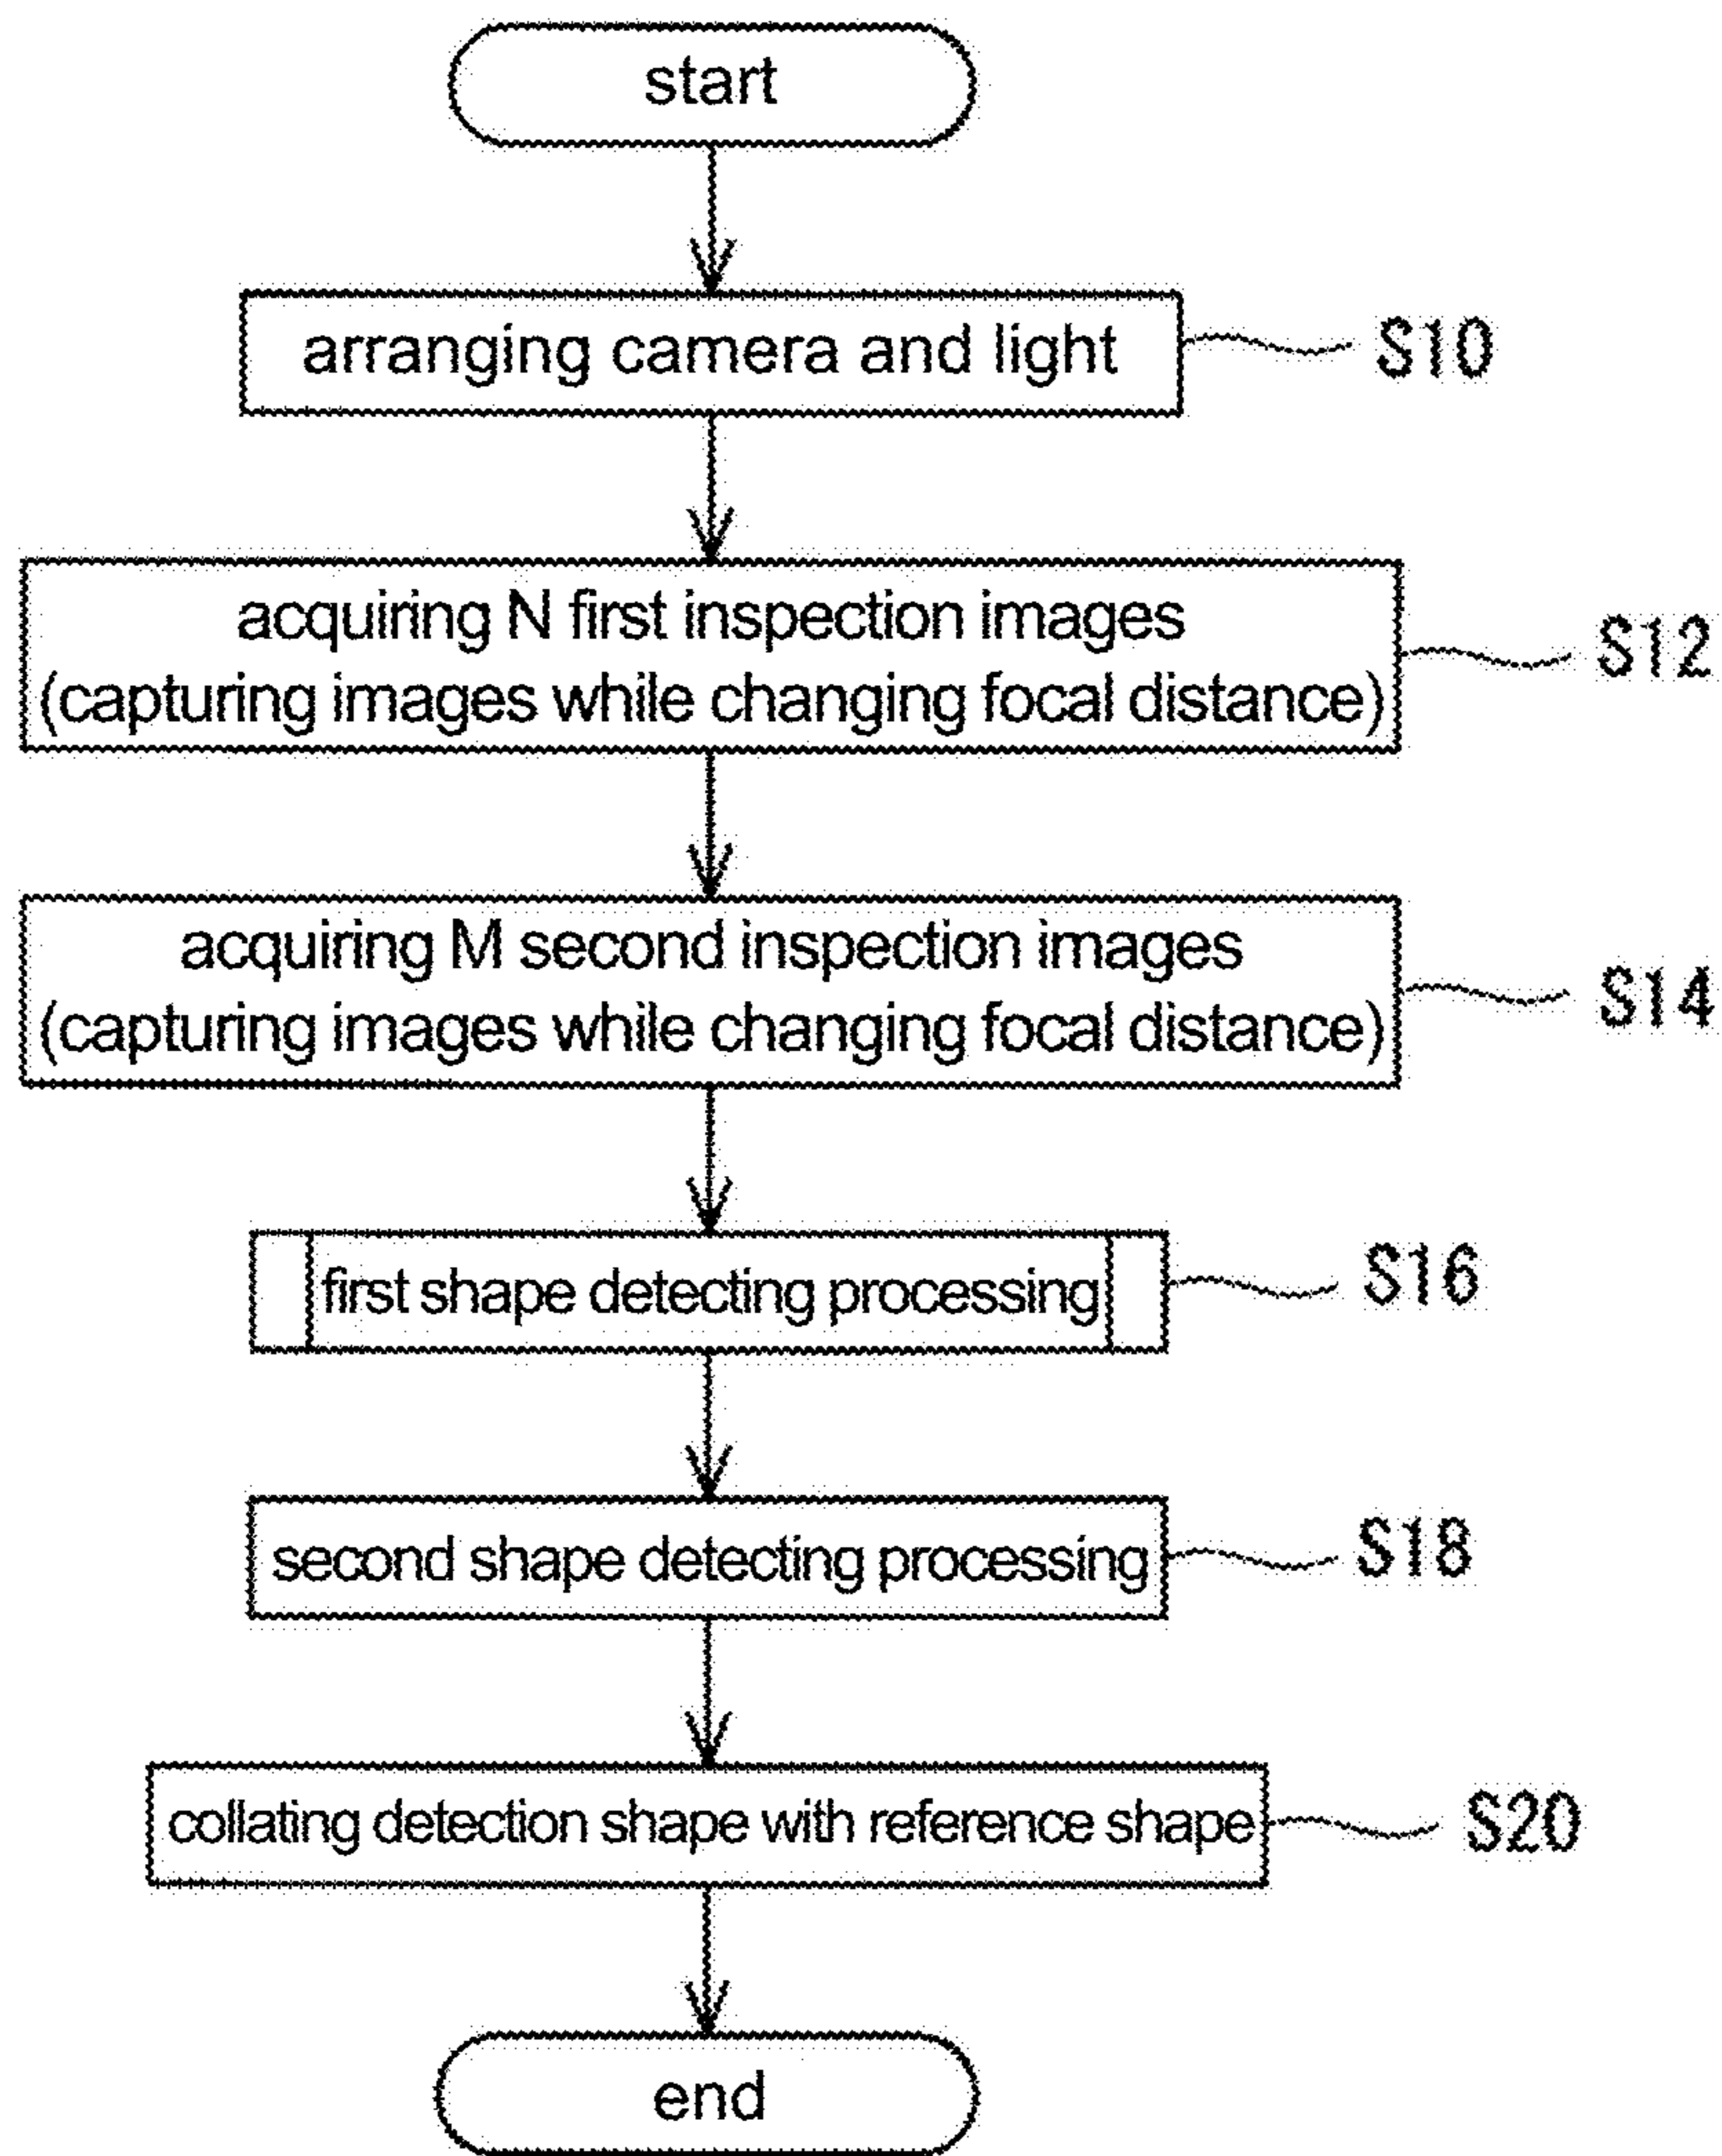 start
arranging camera and light
S10
acquiring N first inspection images
(capturing images while changing focal distance)
S12
acquiring M second inspection images
(capturing images while changing focal distance)
S14
first shape detecting processing
S16
second shape detecting processing
S18
collating detection shape with reference shape
S20
end